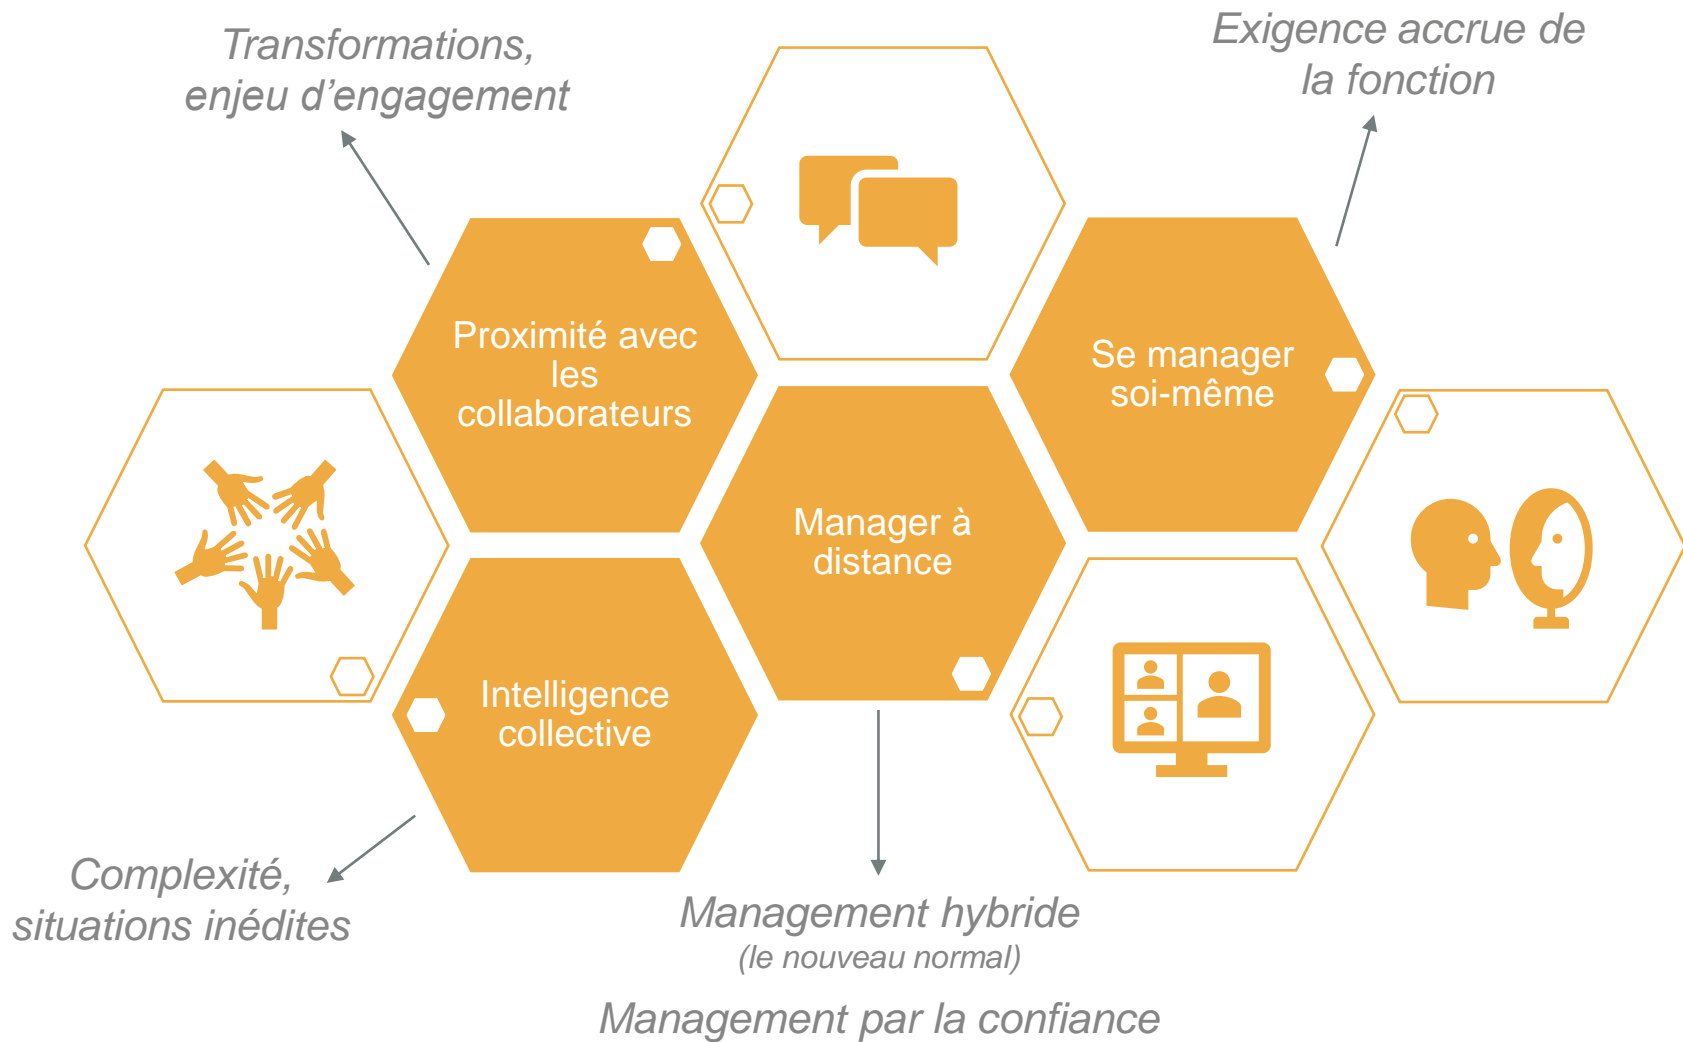 Transformations,
enjeu d’engagement
Exigence accrue de
la fonction
Proximité avec
les
collaborateurs
Se manager
soi-même
Manager à
distance
Intelligence
collective
Complexité,
situations inédites
Management hybride
(le nouveau normal)
Management par la confiance